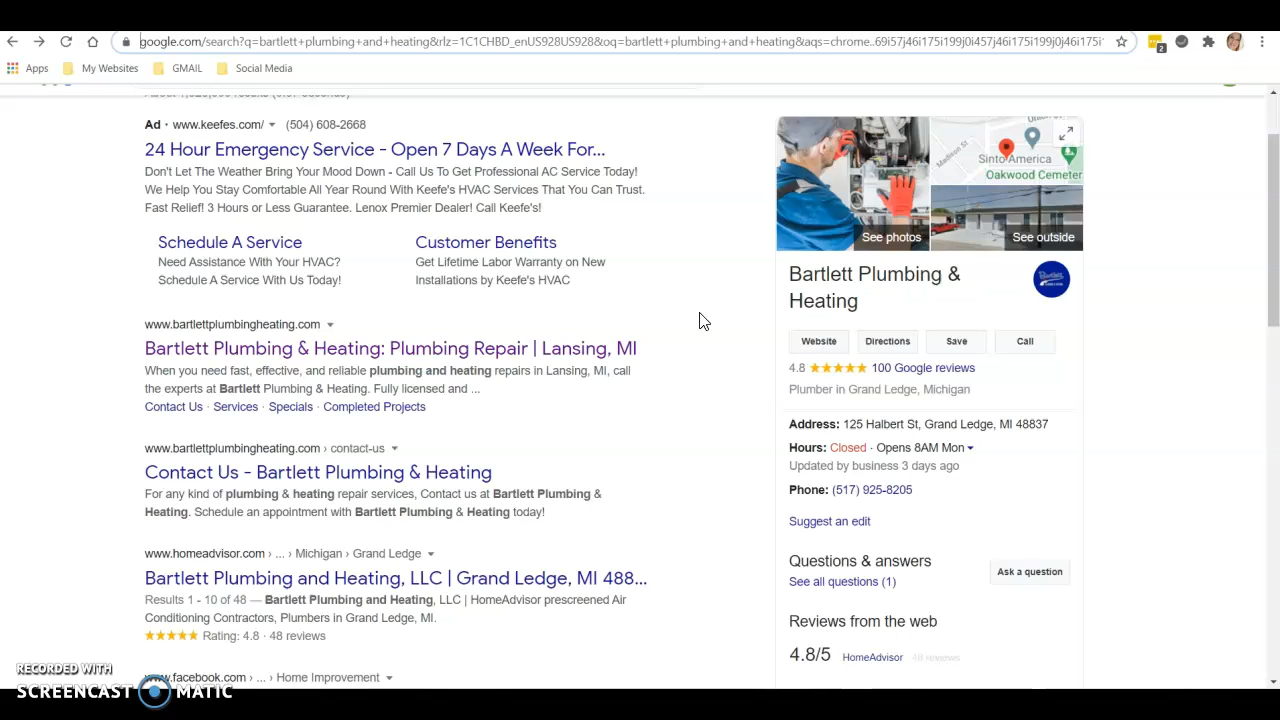 google.com/search?q=bartlett+plumbing+and+heating&rlz=1C1CHBD_enUS928US928&oq=bartlett+plumbing+and+heating&aqs=chrome..69i57j46i175i199j0i457j46i175i199j0j46i175i1
2
Apps My Websites GMAIL Social Media
Ad · www.keefes.com/ (504) 608-2668
24 Hour Emergency Service - Open 7 Days A Week For...
Don't Let The Weather Bring Your Mood Down - Call Us To Get Professional AC Service Today!
We Help You Stay Comfortable All Year Round With Keefe's HVAC Services That You Can Trust.
Fast Relief! 3 Hours or Less Guarantee. Lenox Premier Dealer! Call Keefe's!
Schedule A Service
Need Assistance With Your HVAC?
Schedule A Service With Us Today!
Customer Benefits
Get Lifetime Labor Warranty on New
Installations by Keefe's HVAC
www.bartlettplumbingheating.com
Bartlett Plumbing & Heating: Plumbing Repair | Lansing, MI
When you need fast, effective, and reliable plumbing and heating repairs in Lansing, MI, call
the experts at Bartlett Plumbing & Heating. Fully licensed and ...
Contact Us · Services · Specials · Completed Projects
www.bartlettplumbingheating.com › contact-us
Contact Us - Bartlett Plumbing & Heating
For any kind of plumbing & heating repair services, Contact us at Bartlett Plumbing &
Heating. Schedule an appointment with Bartlett Plumbing & Heating today!
www.homeadvisor.com › ... › Michigan › Grand Ledge
Bartlett Plumbing and Heating, LLC | Grand Ledge, MI 488...
Results 1 - 10 of 48 — Bartlett Plumbing and Heating, LLC | HomeAdvisor prescreened Air
Conditioning Contractors, Plumbers in Grand Ledge, MI.
Rating: 4.8 · 48 reviews
www.facebook.com › ... › Home Improvement
Madison St
Sinto America
Oakwood Cemeter
See photos
See outside
Bartlett Plumbing &
Heating
Bartlett
Website Directions Save Call
4.8 100 Google reviews
Plumber in Grand Ledge, Michigan
Address: 125 Halbert St, Grand Ledge, MI 48837
Hours: Closed · Opens 8AM Mon
Updated by business 3 days ago
Phone: (517) 925-8205
Suggest an edit
Questions & answers
See all questions (1)
Ask a question
Reviews from the web
4.8/5 HomeAdvisor 48 reviews
RECORDED WITH
SCREENCAST MATIC